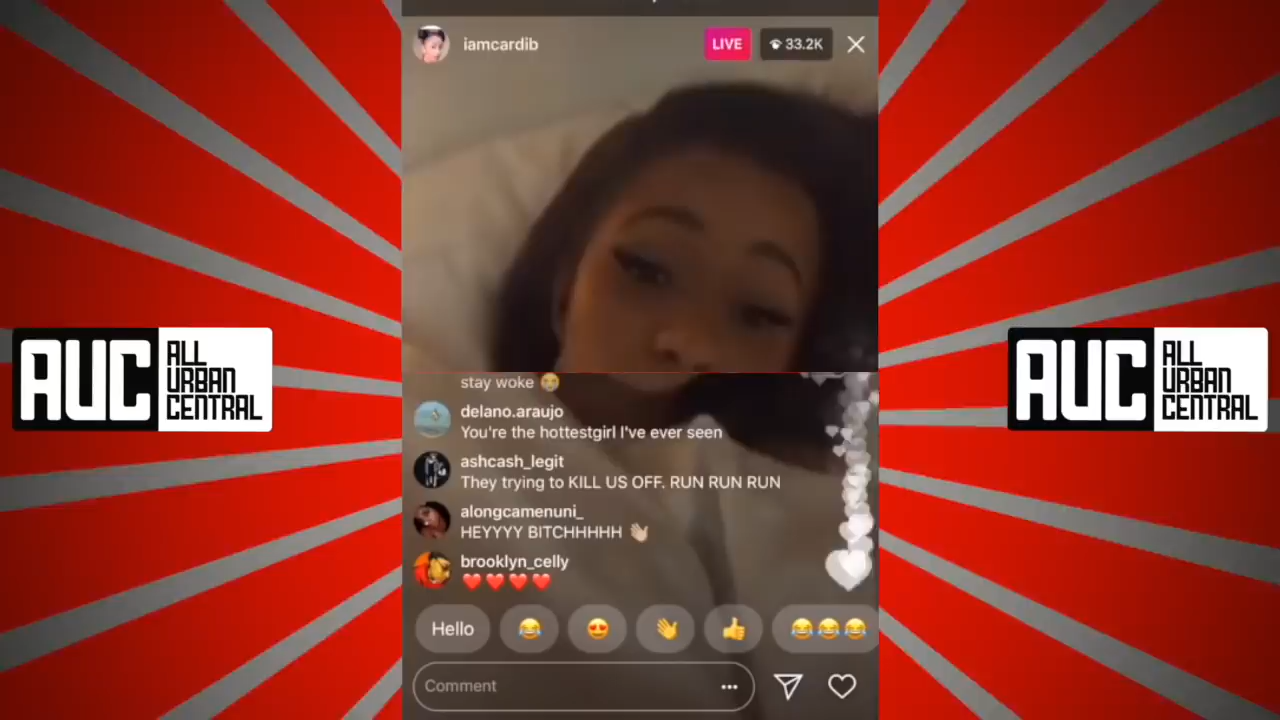 iamcardib
LIVE
33.2K
AUC
ALL
URBAN
CENTRAL
stay woke 😭
delano.araujo
You're the hottestgirl I've ever seen
ashcash_legit
They trying to KILL US OFF. RUN RUN RUN
alongcamenuni_
HEYYYY BITCHHHHH 👋🏼
brooklyn_celly
❤️❤️❤️❤️
Hello 😂 😍 👋 👍 😂😂😂
Comment
AUC
ALL
URBAN
CENTRAL